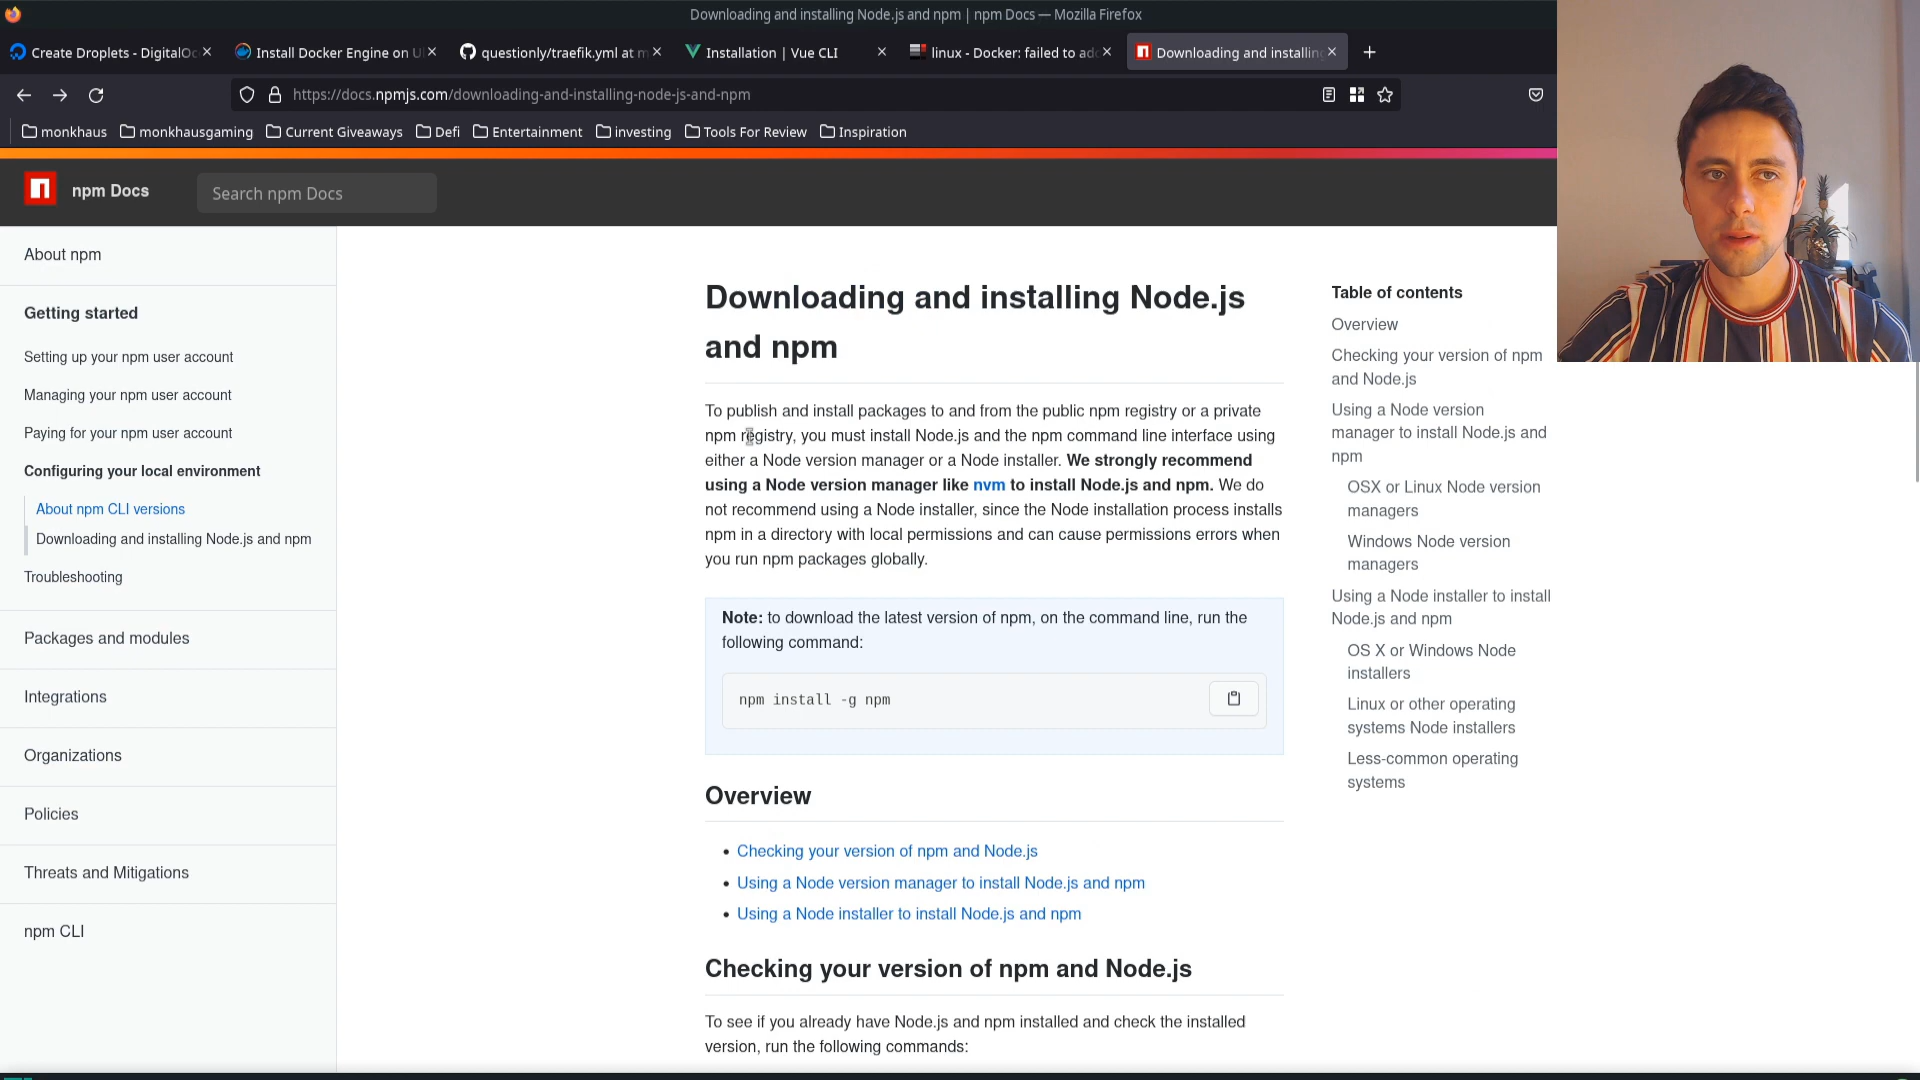 Downloading and installing Node.js and npm | npm Docs — Mozilla Firefox
Create Droplets - DigitalOc
Install Docker Engine on U
questionly/traefik.yml at m
Installation | Vue CLI
linux - Docker: failed to add
Downloading and installing
https://docs.npmjs.com/downloading-and-installing-node-js-and-npm
monkhaus
monkhausgaming
Current Giveaways
Defi
Entertainment
investing
Tools For Review
Inspiration
npm Docs
Search npm Docs
About npm
Getting started
Setting up your npm user account
Managing your npm user account
Paying for your npm user account
Configuring your local environment
About npm CLI versions
Downloading and installing Node.js and npm
Troubleshooting
Packages and modules
Integrations
Organizations
Policies
Threats and Mitigations
npm CLI
Downloading and installing Node.js
and npm
To publish and install packages to and from the public npm registry or a private
npm registry, you must install Node.js and the npm command line interface using
either a Node version manager or a Node installer. We strongly recommend
using a Node version manager like nvm to install Node.js and npm. We do
not recommend using a Node installer, since the Node installation process installs
npm in a directory with local permissions and can cause permissions errors when
you run npm packages globally.
Note: to download the latest version of npm, on the command line, run the
following command:
npm install -g npm
Overview
• Checking your version of npm and Node.js
• Using a Node version manager to install Node.js and npm
• Using a Node installer to install Node.js and npm
Checking your version of npm and Node.js
To see if you already have Node.js and npm installed and check the installed
version, run the following commands:
Table of contents
Overview
Checking your version of npm
and Node.js
Using a Node version
manager to install Node.js and
npm
OSX or Linux Node version
managers
Windows Node version
managers
Using a Node installer to install
Node.js and npm
OS X or Windows Node
installers
Linux or other operating
systems Node installers
Less-common operating
systems